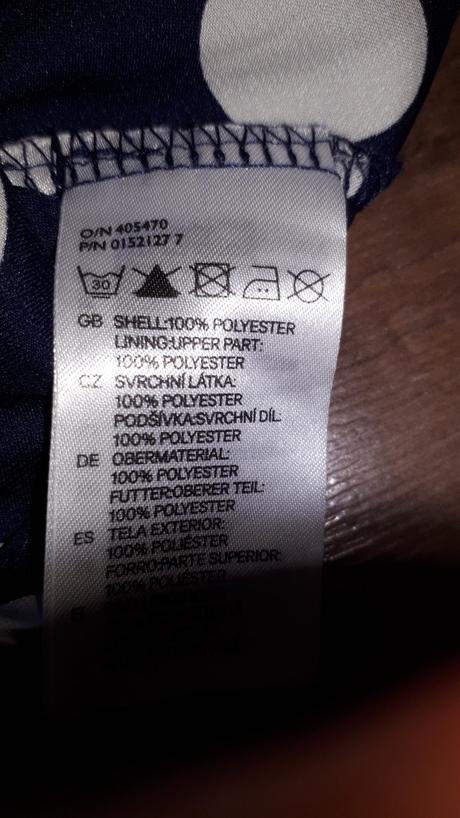 O/N 405470
P/N 0152127 7
30
GB SHELL:100% POLYESTER
LINING:UPPER PART:
100% POLYESTER
CZ SVRCHNÍ LÁTKA:
100% POLYESTER
PODŠÍVKA:SVRCHNÍ DÍL:
100% POLYESTER
DE OBERMATERIAL:
100% POLYESTER
FUTTER:OBERER TEIL:
100% POLYESTER
ES TELA EXTERIOR:
100% POLIÉSTER
FORRO:PARTE SUPERIOR:
100% POLIÉSTER